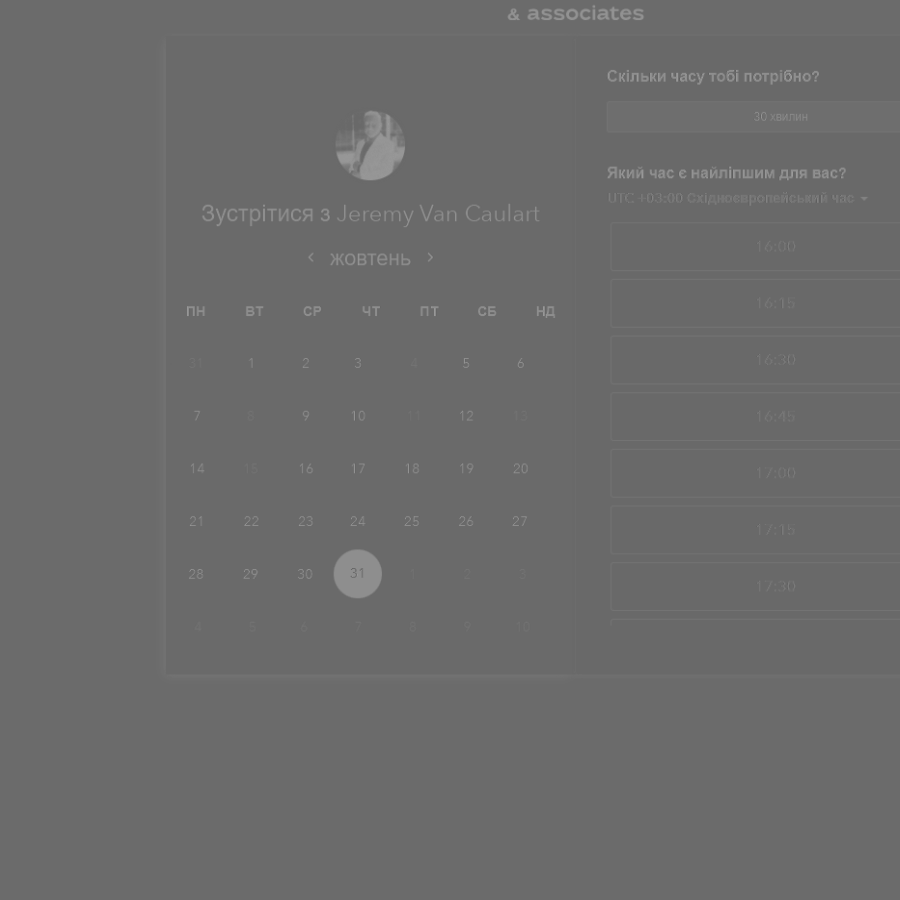 & associates
Зустрітися з Jeremy Van Caulart
жовтень
ПН ВТ СР ЧТ ПТ СБ НД
31 1 2 3 4 5 6
7 8 9 10 11 12 13
14 15 16 17 18 19 20
21 22 23 24 25 26 27
28 29 30 31 1 2 3
4 5 6 7 8 9 10
Скільки часу тобі потрібно?
30 хвилин
Який час є найліпшим для вас?
UTC +03:00 Східноєвропейський час
16:00
16:15
16:30
16:45
17:00
17:15
17:30